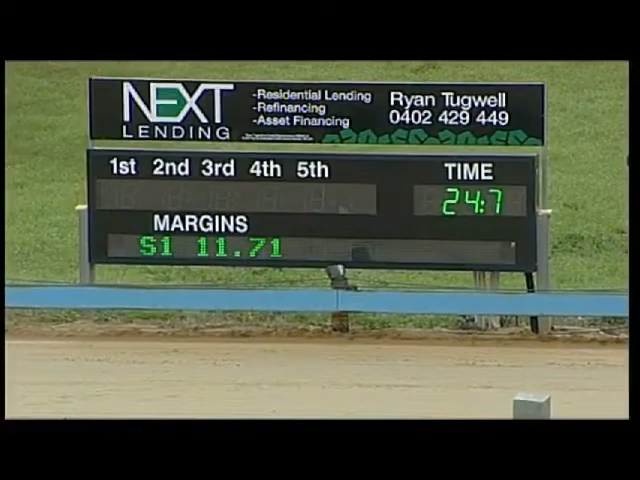 NEXT
LENDING
-Residential Lending
-Refinancing
-Asset Financing
Ryan Tugwell
0402 429 449
1st 2nd 3rd 4th 5th
TIME
24:7
MARGINS
S1 11.71